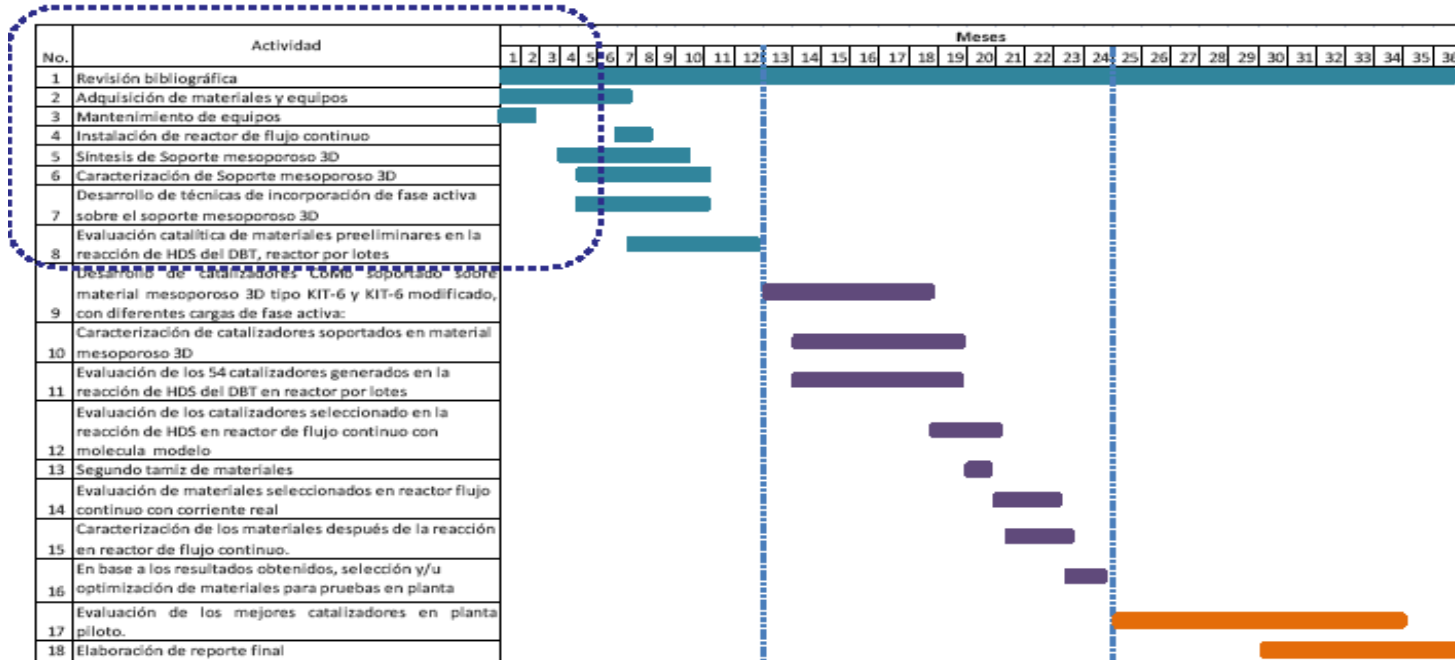 Actividad
Meses
No. 1 2 3 4 5 6 7 8 9 10 11 12 13 14 15 16 17 18 19 20 21 22 23 24 25 26 27 28 29 30 31 32 33 34 35 36
1 Revisión bibliográfica
2 Adquisición de materiales y equipos
3 Mantenimiento de equipos
4 Instalación de reactor de flujo continuo
5 Síntesis de Soporte mesoporoso 3D
6 Caracterización de Soporte mesoporoso 3D
Desarrollo de técnicas de incorporación de fase activa
7 sobre el soporte mesoporoso 3D
Evaluación catalítica de materiales preeliminares en la
8 reacción de HDS del DBT, reactor por lotes
Desarrollo de catalizadores CoMo soportado sobre
material mesoporoso 3D tipo KIT-6 y KIT-6 modificado,
9 con diferentes cargas de fase activa:
Caracterización de catalizadores soportados en material
10 mesoporoso 3D
Evaluación de los 54 catalizadores generados en la
11 reacción de HDS del DBT en reactor por lotes
Evaluación de los catalizadores seleccionado en la
reacción de HDS en reactor de flujo continuo con
12 molecula modelo
13 Segundo tamiz de materiales
Evaluación de materiales seleccionados en reactor flujo
14 continuo con corriente real
Caracterización de los materiales después de la reacción
15 en reactor de flujo continuo.
En base a los resultados obtenidos, selección y/u
16 optimización de materiales para pruebas en planta
Evaluación de los mejores catalizadores en planta
17 piloto.
18 Elaboración de reporte final